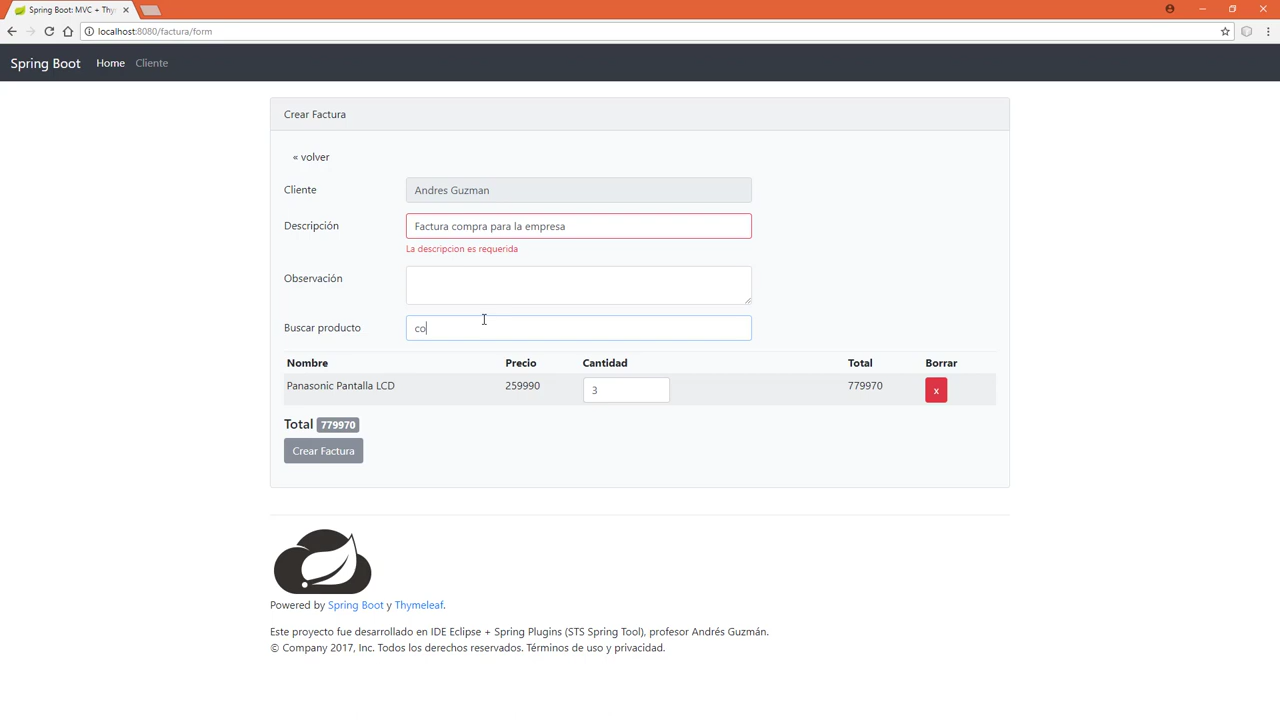 Spring Boot: MVC + Thy
localhost:8080/factura/form
Spring Boot Home Cliente
Crear Factura
« volver
Cliente Andres Guzman
Descripción Factura compra para la empresa
La descripcion es requerida
Observación
Buscar producto co
Nombre Precio Cantidad Total Borrar
Panasonic Pantalla LCD 259990 3 779970 x
Total 779970
Crear Factura
Powered by Spring Boot y Thymeleaf.
Este proyecto fue desarrollado en IDE Eclipse + Spring Plugins (STS Spring Tool), profesor Andrés Guzmán.
© Company 2017, Inc. Todos los derechos reservados. Términos de uso y privacidad.